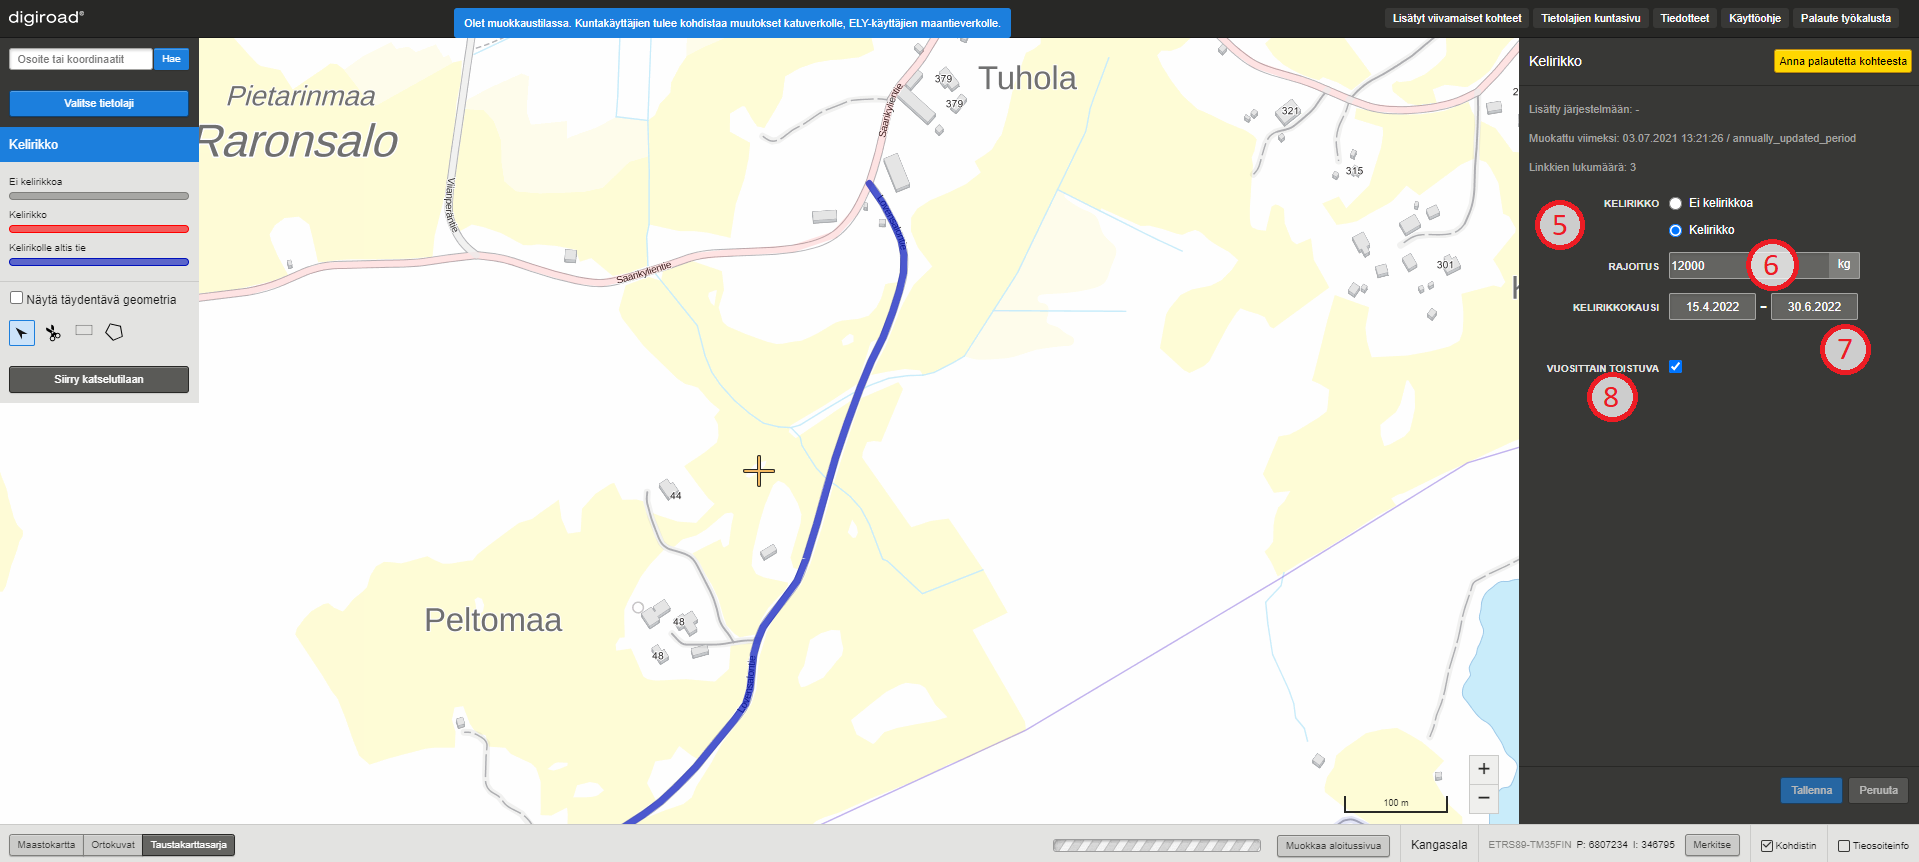 digiroad®
Olet muokkaustilassa. Kuntakäyttäjien tulee kohdistaa muutokset katuverkolle, ELY-käyttäjien maantieverkolle.
Lisätyt viivamaiset kohteet
Tietolajien kuntasivu
Tiedotteet
Käyttöohje
Palaute työkalusta
Osoite tai koordinaatit
Hae
Valitse tietolaji
Kelirikko
Ei kelirikkoa
Kelirikko
Kelirikolle altis tie
Näytä täydentävä geometria
Siirry katselutilaan
Pietarinmaa
Raronsalo
Tuhola
Peltomaa
Viianperäntie
Saarikylientie
Saarikylientie
Lovensalontie
Lovensalontie
379
379
321
315
301
44
48
48
100 m
+
−
Kelirikko
Anna palautetta kohteesta
Lisätty järjestelmään: -
Muokattu viimeksi: 03.07.2021 13:21:26 / annually_updated_period
Linkkien lukumäärä: 3
KELIRIKKO
Ei kelirikkoa
Kelirikko
5
RAJOITUS
12000
kg
6
KELIRIKKOKAUSI
15.4.2022 – 30.6.2022
7
VUOSITTAIN TOISTUVA
8
Tallenna
Peruuta
Maastokartta
Ortokuvat
Taustakarttasarja
Muokkaa aloitussivua
Kangasala
ETRS89-TM35FIN P: 6807234 I: 346795
Merkitse
Kohdistin
Tieosoiteinfo